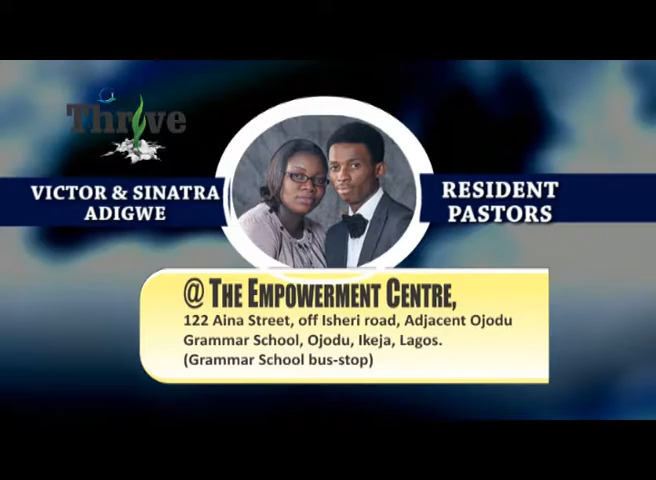 Thrive
VICTOR & SINATRA
ADIGWE
RESIDENT
PASTORS
@ THE EMPOWERMENT CENTRE,
122 Aina Street, off Isheri road, Adjacent Ojodu
Grammar School, Ojodu, Ikeja, Lagos.
(Grammar School bus-stop)